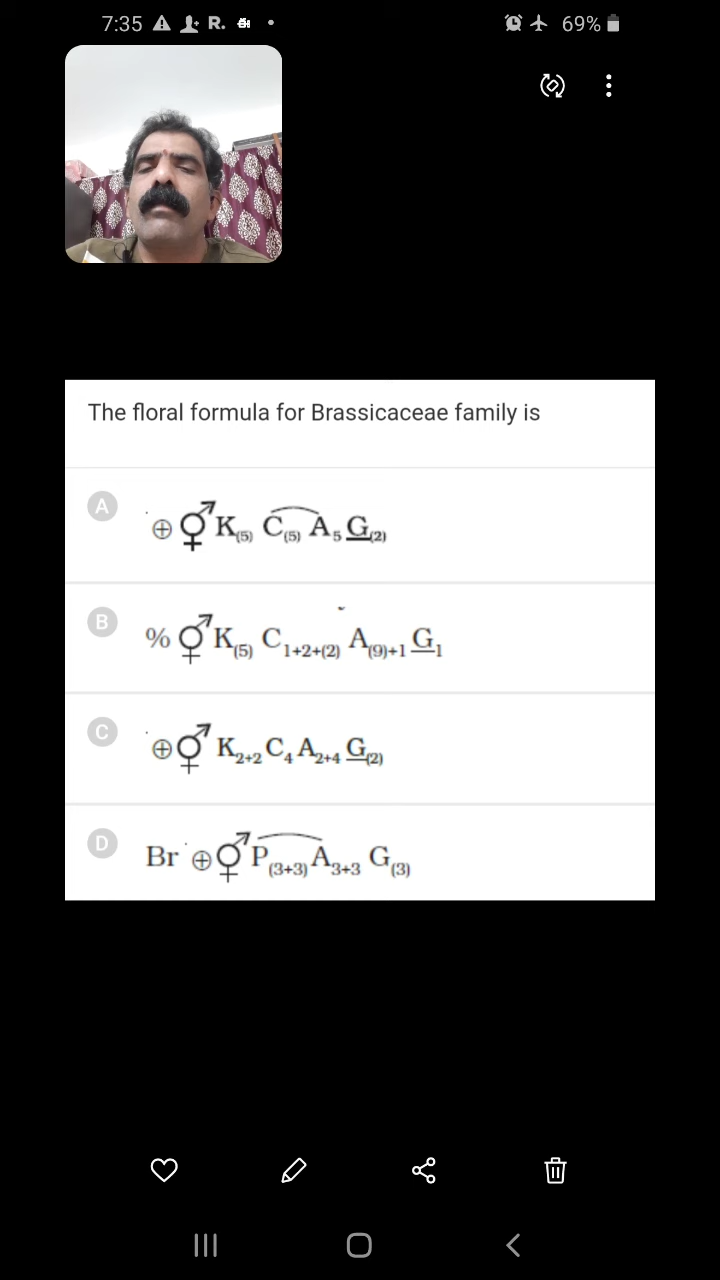 7:35 R. 69%
The floral formula for Brassicaceae family is
A ⊕ ⚥ K(5) C(5) A5 G(2)
B % ⚥ K(5) C1+2+(2) A(9)+1 G1
C ⊕ ⚥ K2+2 C4 A2+4 G(2)
D Br ⊕ ⚥ P(3+3) A3+3 G(3)